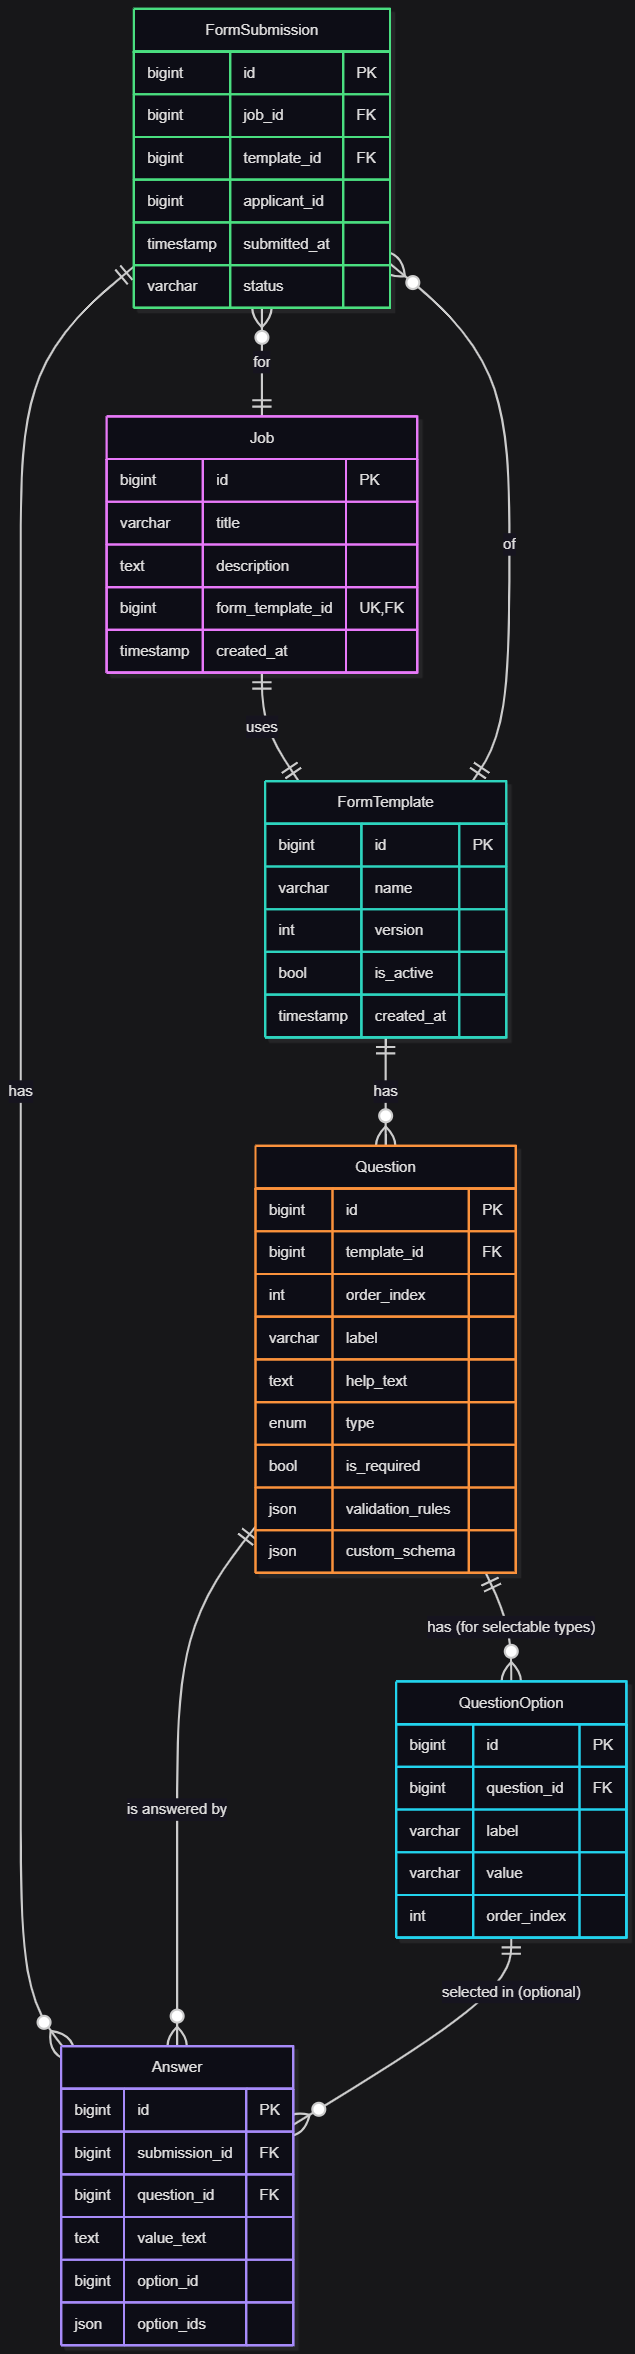 FormSubmission
bigint id PK
bigint job_id FK
bigint template_id FK
bigint applicant_id
timestamp submitted_at
varchar status
for
Job
bigint id PK
varchar title
text description
bigint form_template_id UK,FK
timestamp created_at
of
uses
FormTemplate
bigint id PK
varchar name
int version
bool is_active
timestamp created_at
has
has
Question
bigint id PK
bigint template_id FK
int order_index
varchar label
text help_text
enum type
bool is_required
json validation_rules
json custom_schema
has (for selectable types)
QuestionOption
bigint id PK
bigint question_id FK
varchar label
varchar value
int order_index
is answered by
selected in (optional)
Answer
bigint id PK
bigint submission_id FK
bigint question_id FK
text value_text
bigint option_id
json option_ids